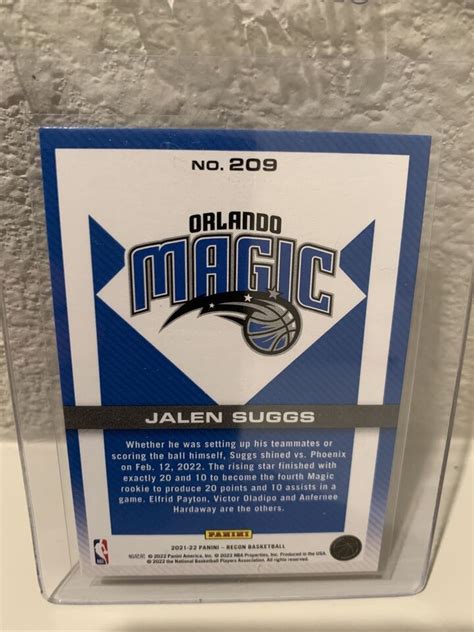 NO. 209
ORLANDO
MAGIC
JALEN SUGGS
Whether he was setting up his teammates or
scoring the ball himself, Suggs shined vs. Phoenix
on Feb. 12, 2022. The rising star finished with
exactly 20 and 10 to become the fourth Magic
rookie to produce 20 points and 10 assists in a
game. Elfrid Payton, Victor Oladipo and Anfernee
Hardaway are the others.
PANINI
2021-22 PANINI – RECON BASKETBALL
© 2022 Panini America, Inc. © 2022 NBA Properties, Inc. Produced in the USA.
© 2022 the National Basketball Players Association. All rights reserved.